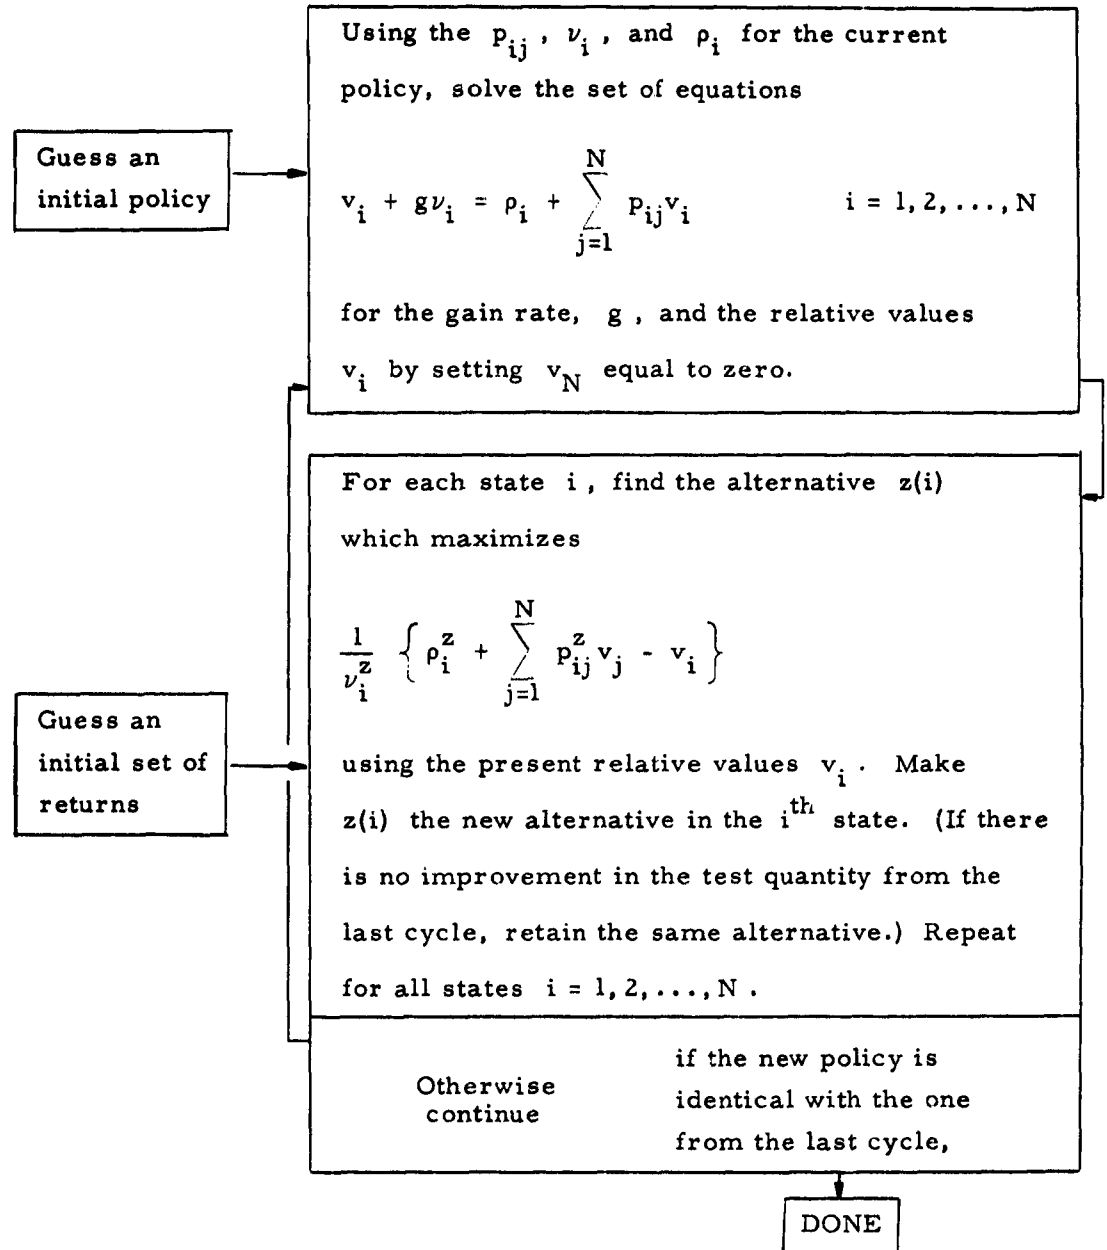 Using the p_ij , ν_i , and ρ_i for the current
policy, solve the set of equations
Guess an
initial policy
v_i + gν_i = ρ_i + ∑_{j=1}^{N} p_ij v_i    i = 1, 2, ..., N
for the gain rate, g , and the relative values
v_i by setting v_N equal to zero.
For each state i , find the alternative z(i)
which maximizes
1/ν_i^z { ρ_i^z + ∑_{j=1}^{N} p_ij^z v_j - v_i }
Guess an
initial set of
returns
using the present relative values v_i . Make
z(i) the new alternative in the i^th state. (If there
is no improvement in the test quantity from the
last cycle, retain the same alternative.) Repeat
for all states i = 1, 2, ..., N .
Otherwise
continue
if the new policy is
identical with the one
from the last cycle,
DONE